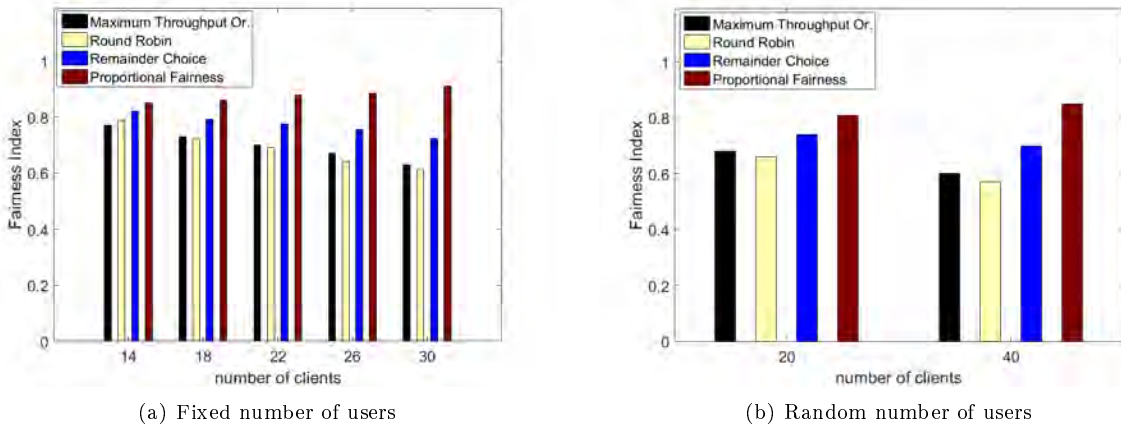 Maximum Throughput Or.
Round Robin
Remainder Choice
Proportional Fairness
Fairness Index
1
0.8
0.6
0.4
0.2
0
14 18 22 26 30
number of clients
(a) Fixed number of users
Maximum Throughput Or.
Round Robin
Remainder Choice
Proportional Fairness
Fairness Index
1
0.8
0.6
0.4
0.2
0
20 40
number of clients
(b) Random number of users